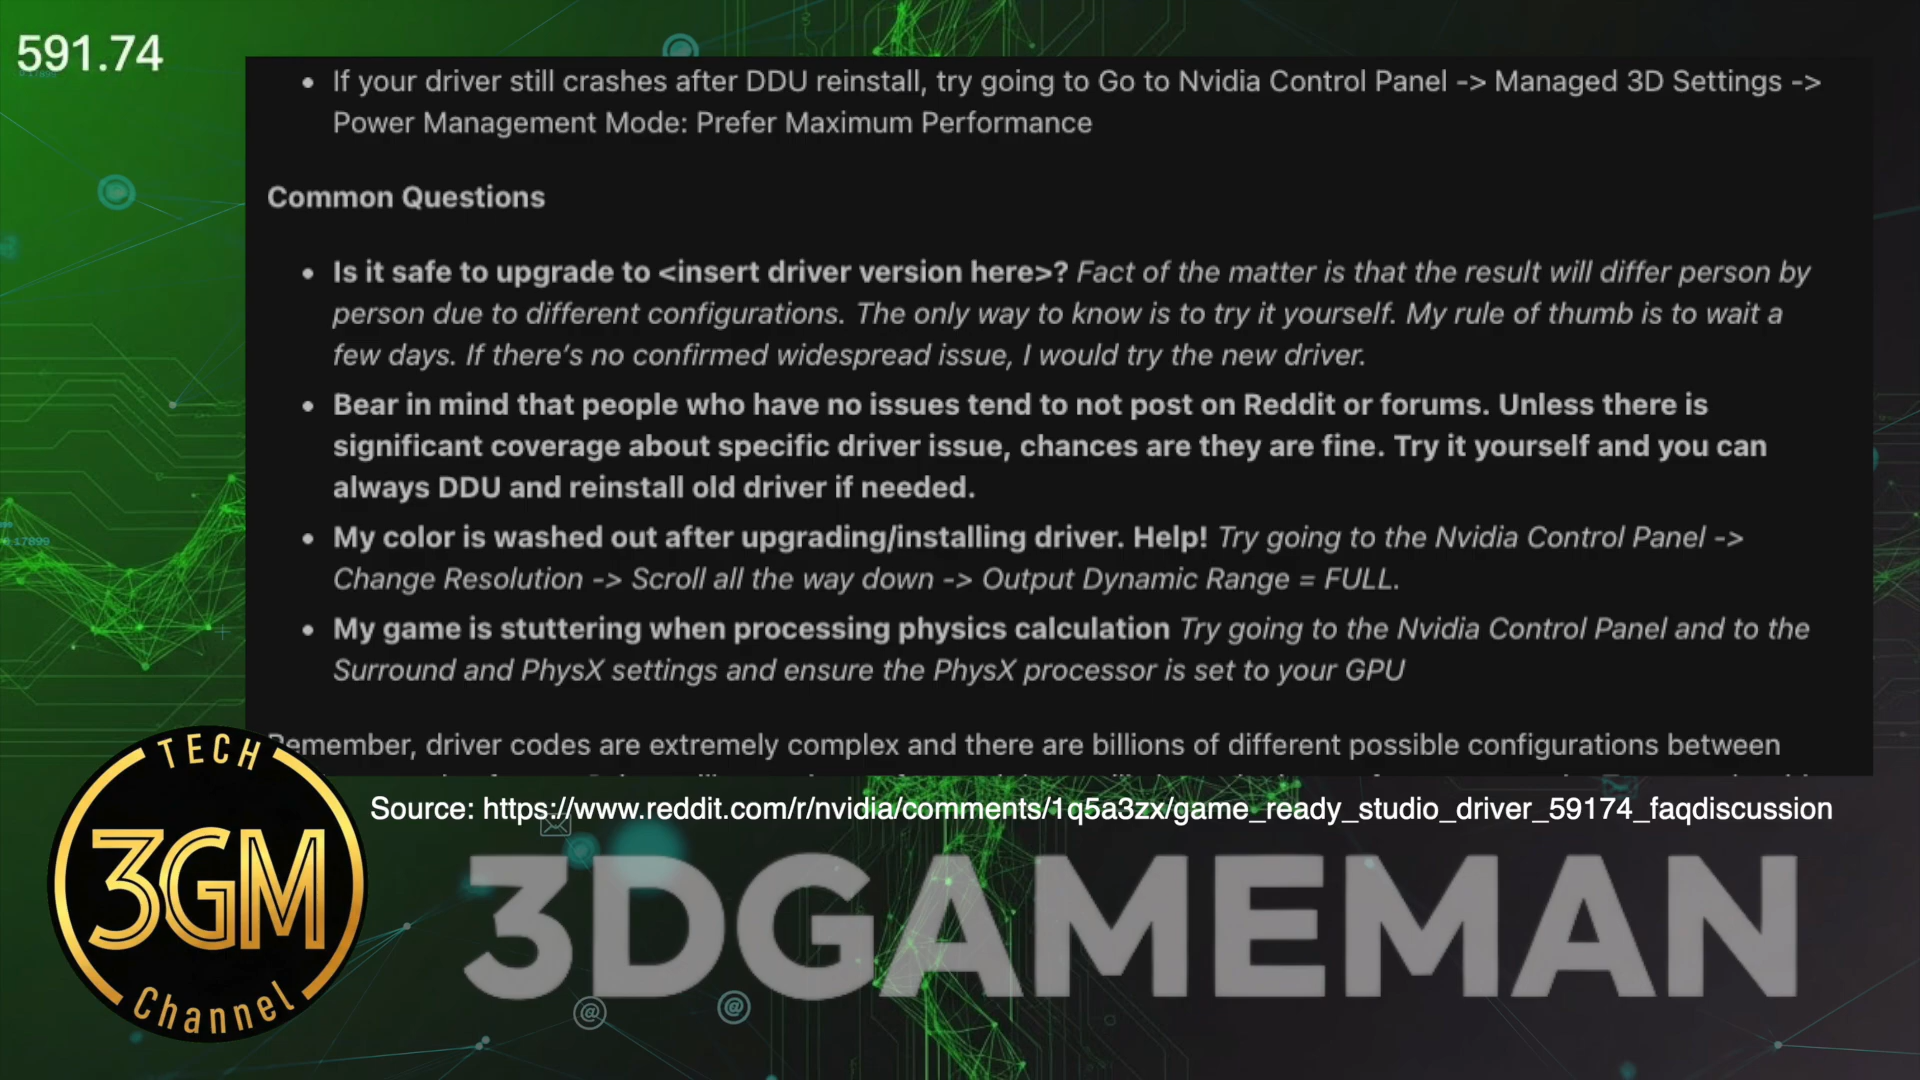 591.74
• If your driver still crashes after DDU reinstall, try going to Go to Nvidia Control Panel -> Managed 3D Settings ->
Power Management Mode: Prefer Maximum Performance
Common Questions
• Is it safe to upgrade to <insert driver version here>? Fact of the matter is that the result will differ person by
person due to different configurations. The only way to know is to try it yourself. My rule of thumb is to wait a
few days. If there's no confirmed widespread issue, I would try the new driver.
• Bear in mind that people who have no issues tend to not post on Reddit or forums. Unless there is
significant coverage about specific driver issue, chances are they are fine. Try it yourself and you can
always DDU and reinstall old driver if needed.
• My color is washed out after upgrading/installing driver. Help! Try going to the Nvidia Control Panel ->
Change Resolution -> Scroll all the way down -> Output Dynamic Range = FULL.
• My game is stuttering when processing physics calculation Try going to the Nvidia Control Panel and to the
Surround and PhysX settings and ensure the PhysX processor is set to your GPU
Remember, driver codes are extremely complex and there are billions of different possible configurations between
Source: https://www.reddit.com/r/nvidia/comments/1q5a3zx/game_ready_studio_driver_59174_faqdiscussion
TECH
3GM
Channel
3DGAMEMAN